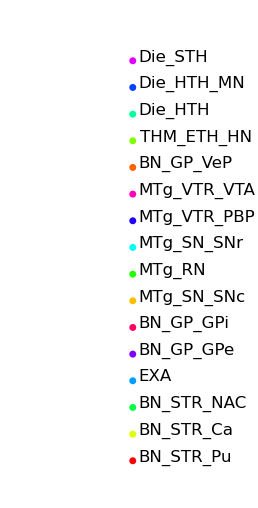 Die_STH
Die_HTH_MN
Die_HTH
THM_ETH_HN
BN_GP_VeP
MTg_VTR_VTA
MTg_VTR_PBP
MTg_SN_SNr
MTg_RN
MTg_SN_SNc
BN_GP_GPi
BN_GP_GPe
EXA
BN_STR_NAC
BN_STR_Ca
BN_STR_Pu